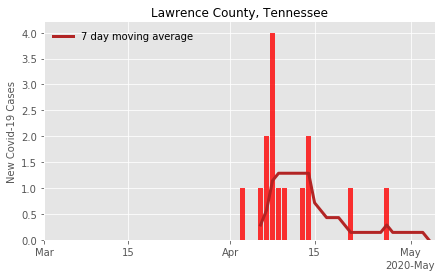 Lawrence County, Tennessee
7 day moving average
New Covid-19 Cases
4.0
3.5
3.0
2.5
2.0
1.5
1.0
0.5
0.0
Mar 15 Apr 15 May
2020-May